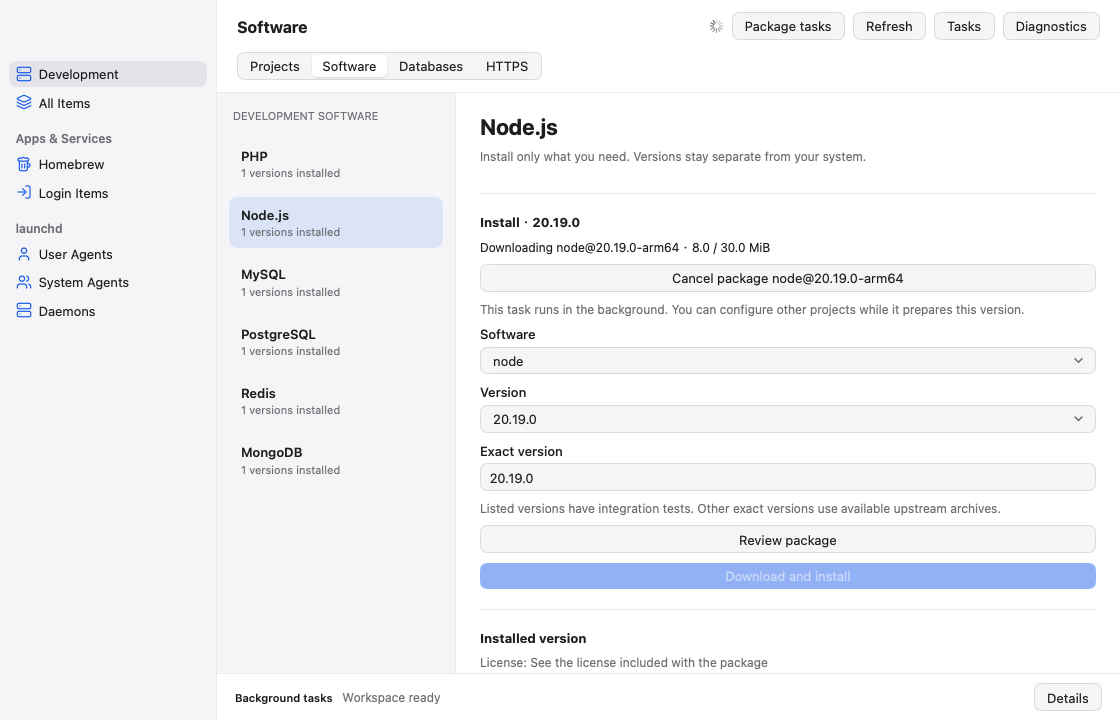 Software
Package tasks
Refresh
Tasks
Diagnostics
Projects
Software
Databases
HTTPS
Development
All Items
Apps & Services
Homebrew
Login Items
launchd
User Agents
System Agents
Daemons
DEVELOPMENT SOFTWARE
PHP
1 versions installed
Node.js
1 versions installed
MySQL
1 versions installed
PostgreSQL
1 versions installed
Redis
1 versions installed
MongoDB
1 versions installed
Node.js
Install only what you need. Versions stay separate from your system.
Install · 20.19.0
Downloading node@20.19.0-arm64 · 8.0 / 30.0 MiB
Cancel package node@20.19.0-arm64
This task runs in the background. You can configure other projects while it prepares this version.
Software
node
Version
20.19.0
Exact version
20.19.0
Listed versions have integration tests. Other exact versions use available upstream archives.
Review package
Download and install
Installed version
License: See the license included with the package
Background tasks
Workspace ready
Details